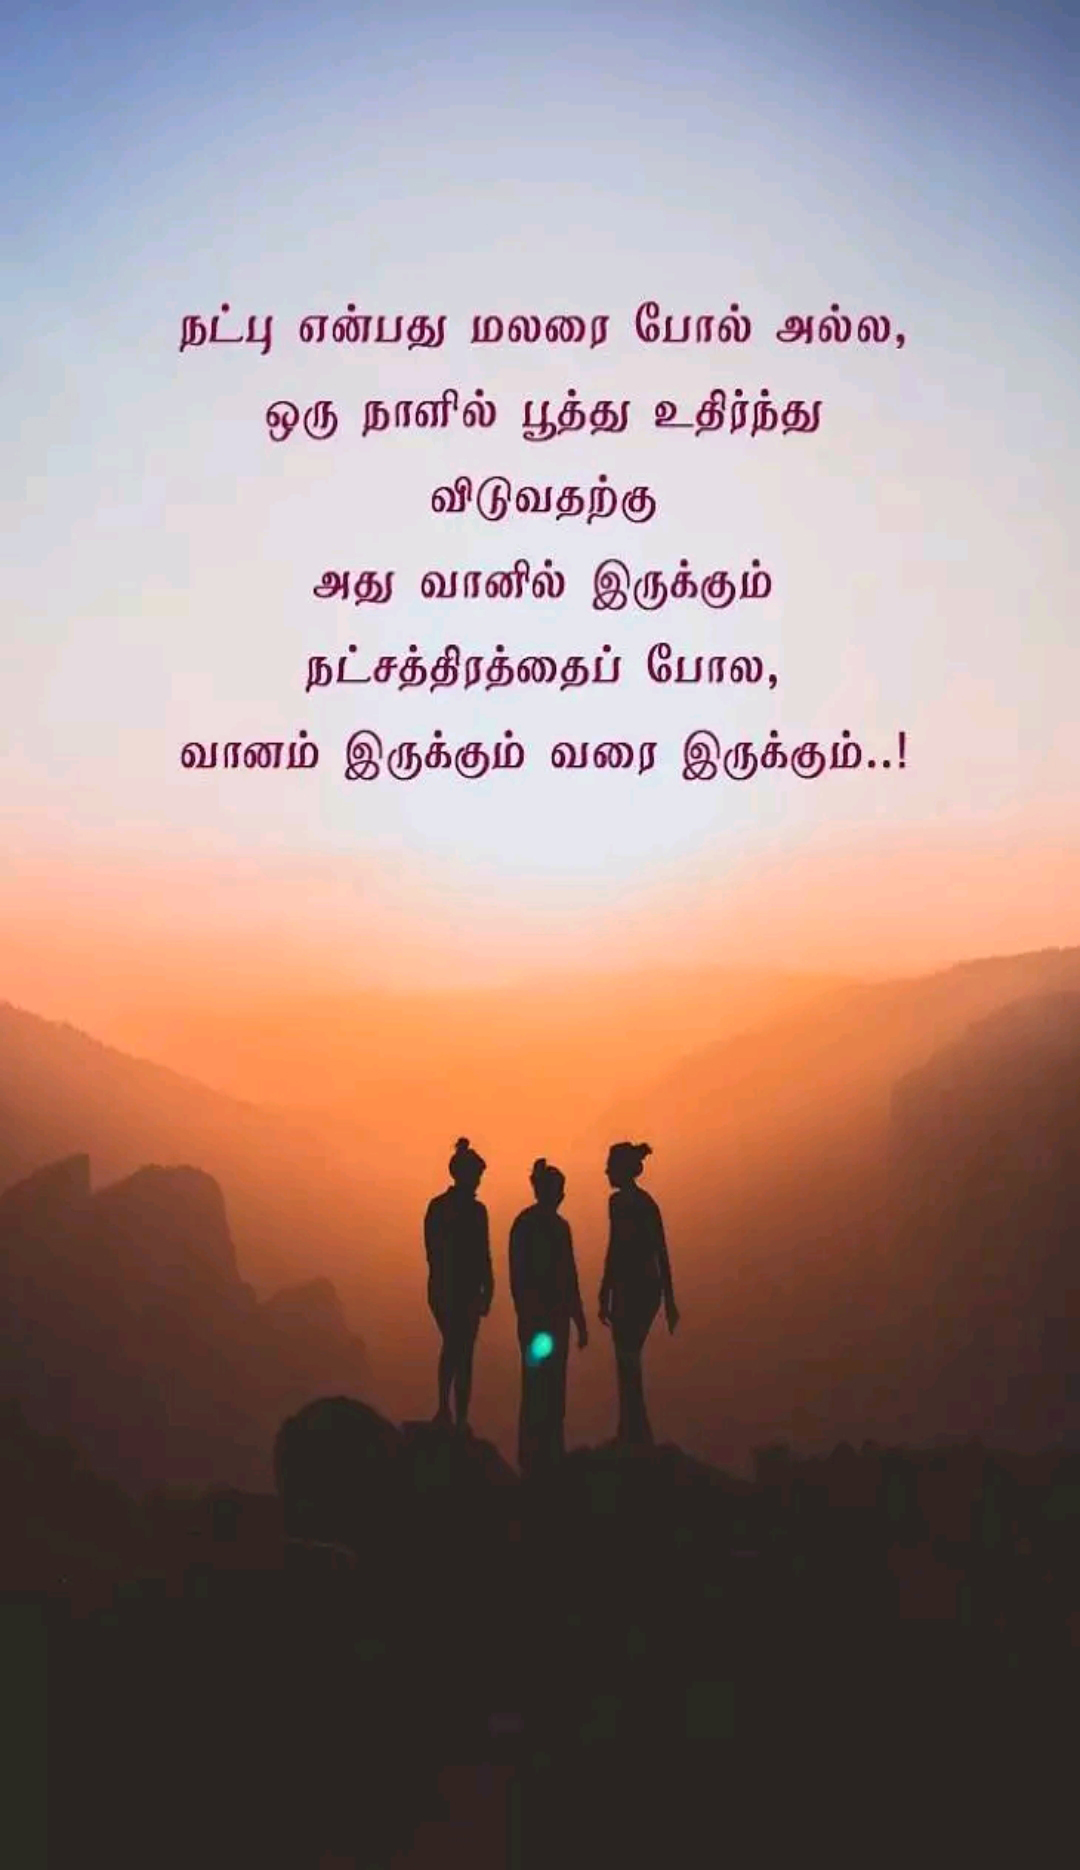 நட்பு என்பது மலரை போல் அல்ல,
ஒரு நாளில் பூத்து உதிர்ந்து
விடுவதற்கு
அது வானில் இருக்கும்
நட்சத்திரத்தைப் போல,
வானம் இருக்கும் வரை இருக்கும்..!